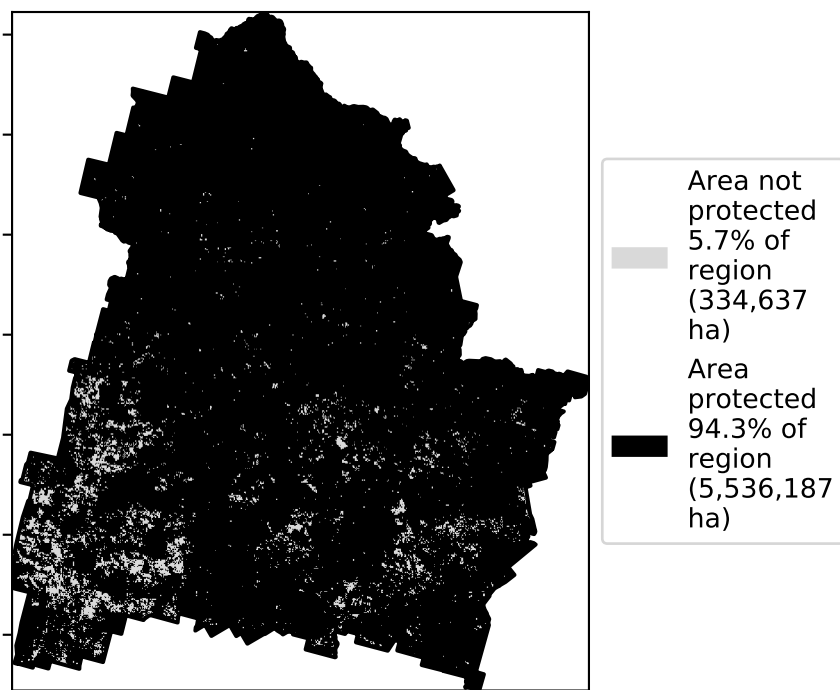 Area not
protected
5.7% of
region
(334,637
ha)
Area
protected
94.3% of
region
(5,536,187
ha)